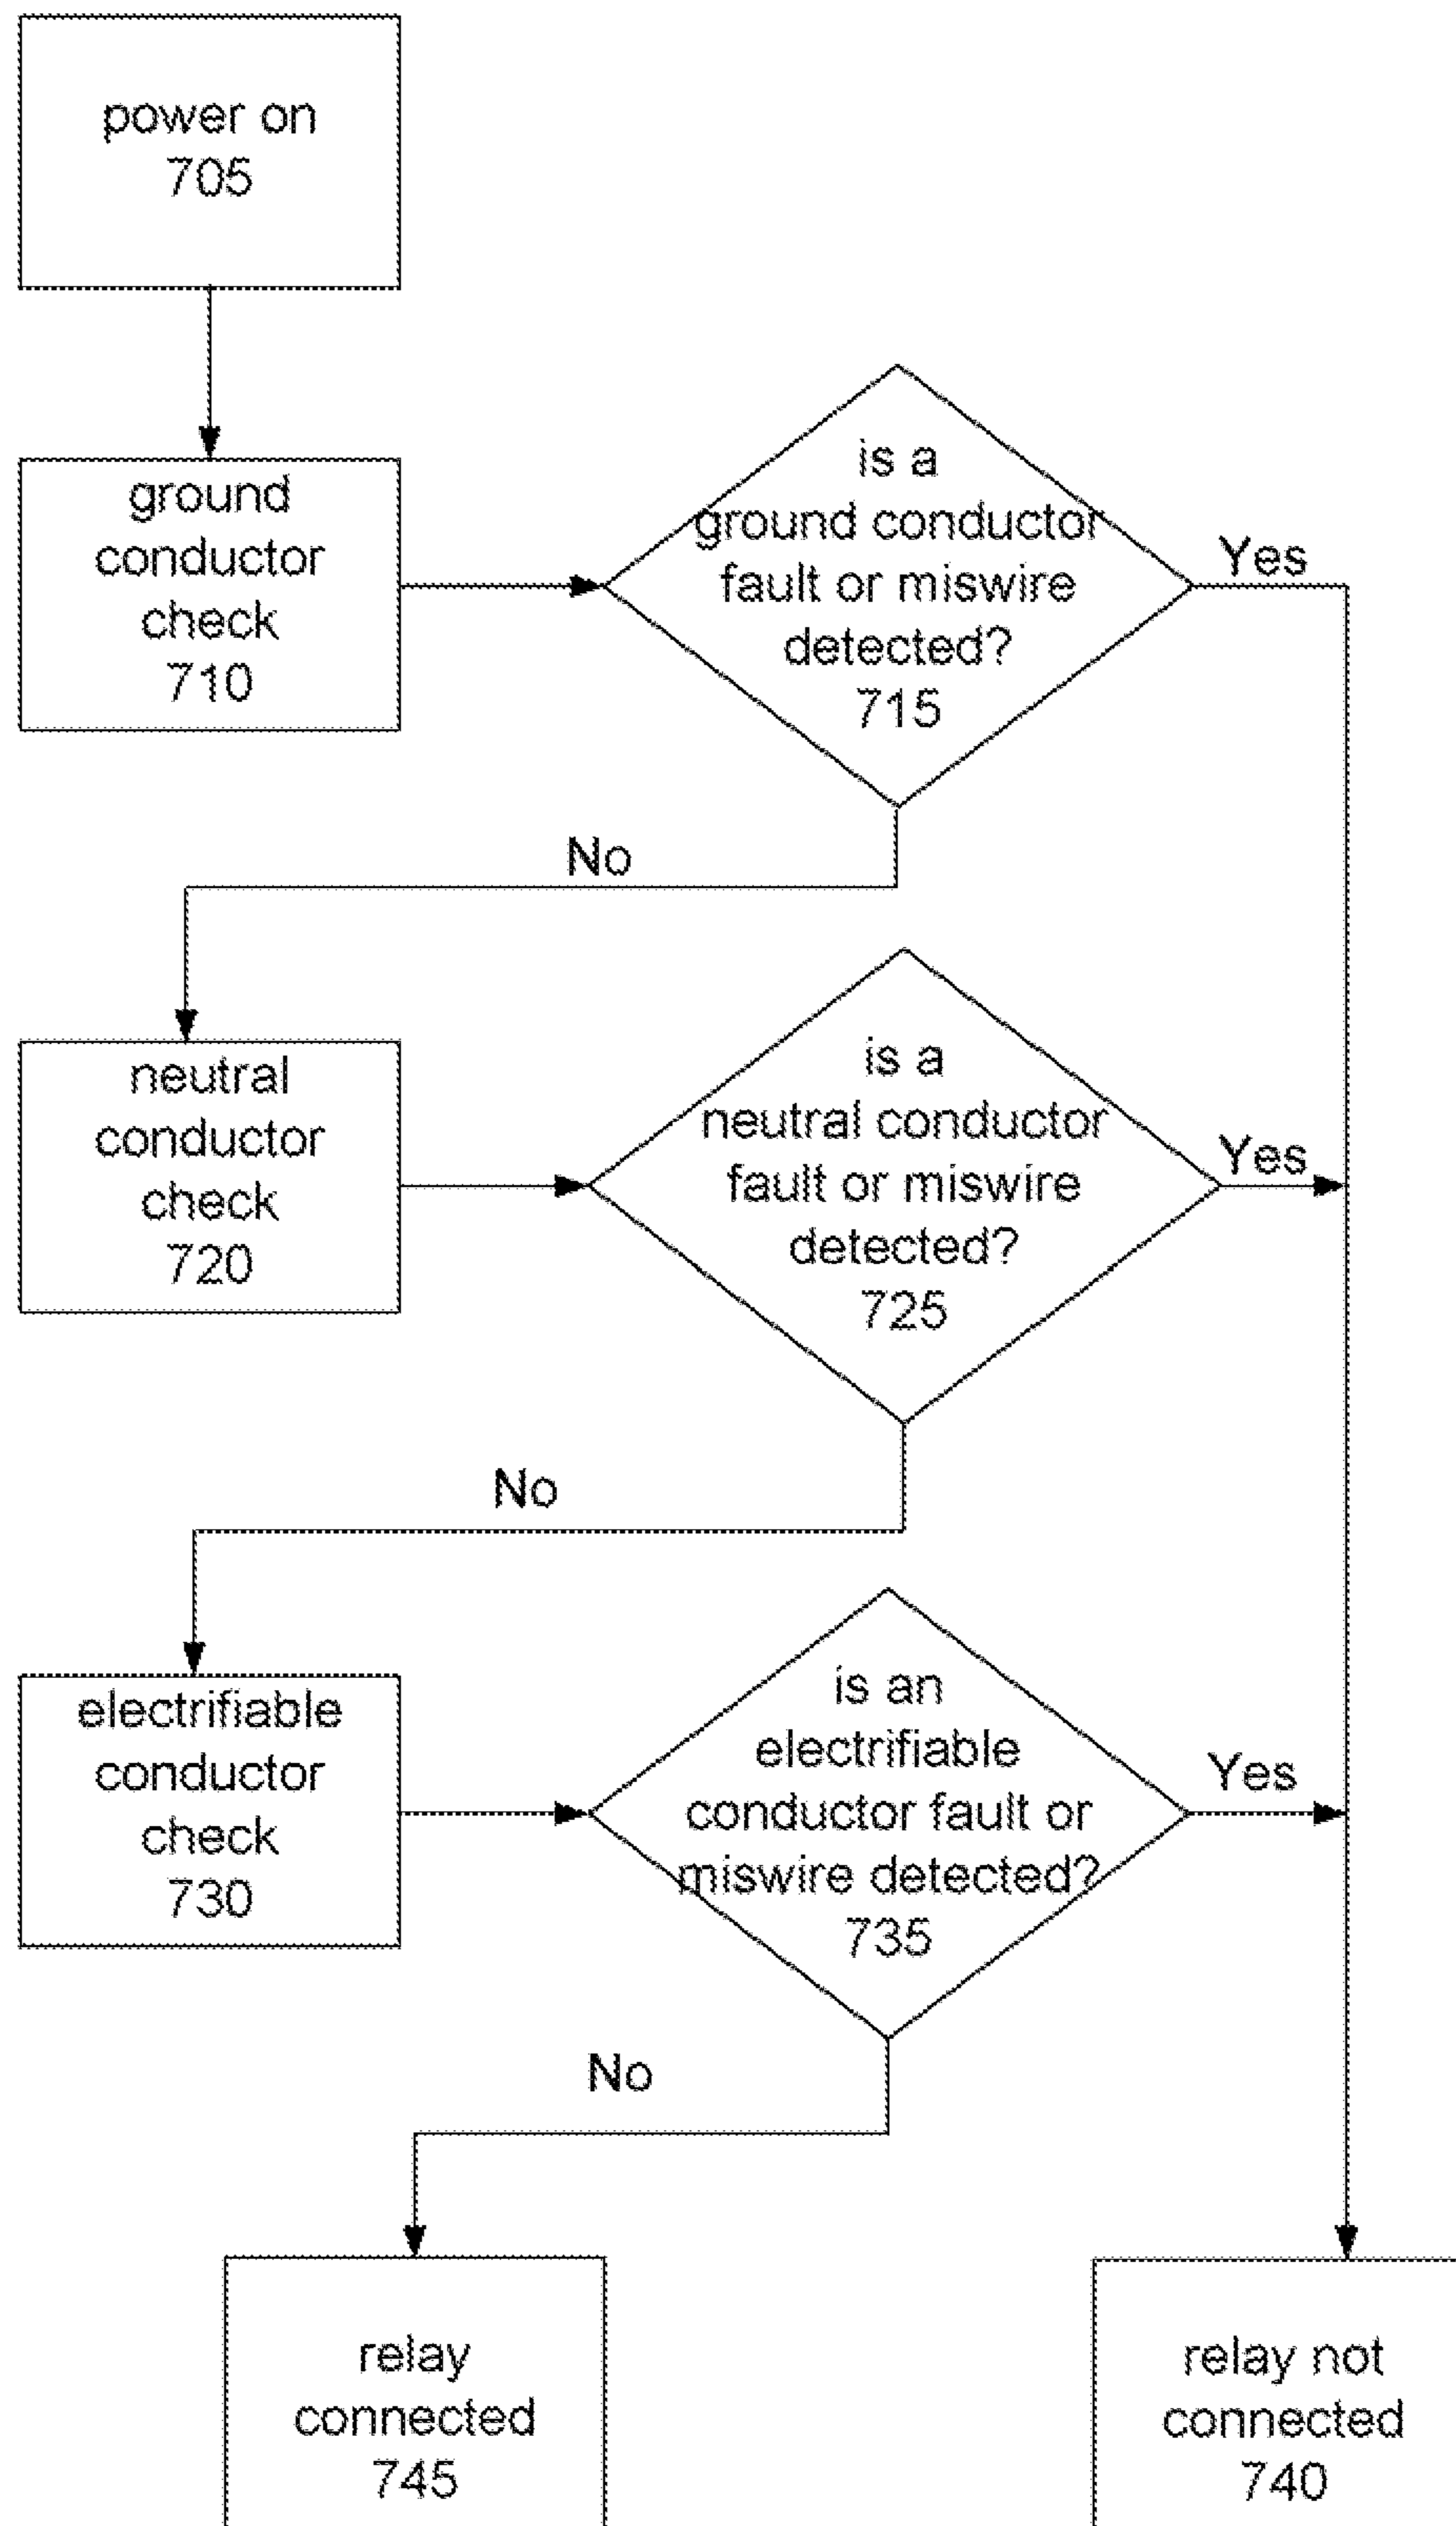 power on
705
ground
conductor
check
710
is a
ground conductor
fault or miswire
detected?
715
Yes
No
neutral
conductor
check
720
is a
neutral conductor
fault or miswire
detected?
725
Yes
No
electrifiable
conductor
check
730
is an
electrifiable
conductor fault or
miswire detected?
735
Yes
No
relay
connected
745
relay not
connected
740